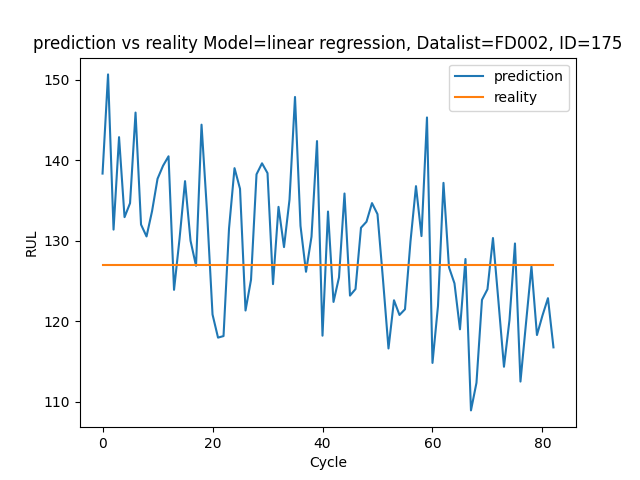 prediction vs reality Model=linear regression, Datalist=FD002, ID=175
prediction
reality
150
140
130
120
110
RUL
0 20 40 60 80
Cycle